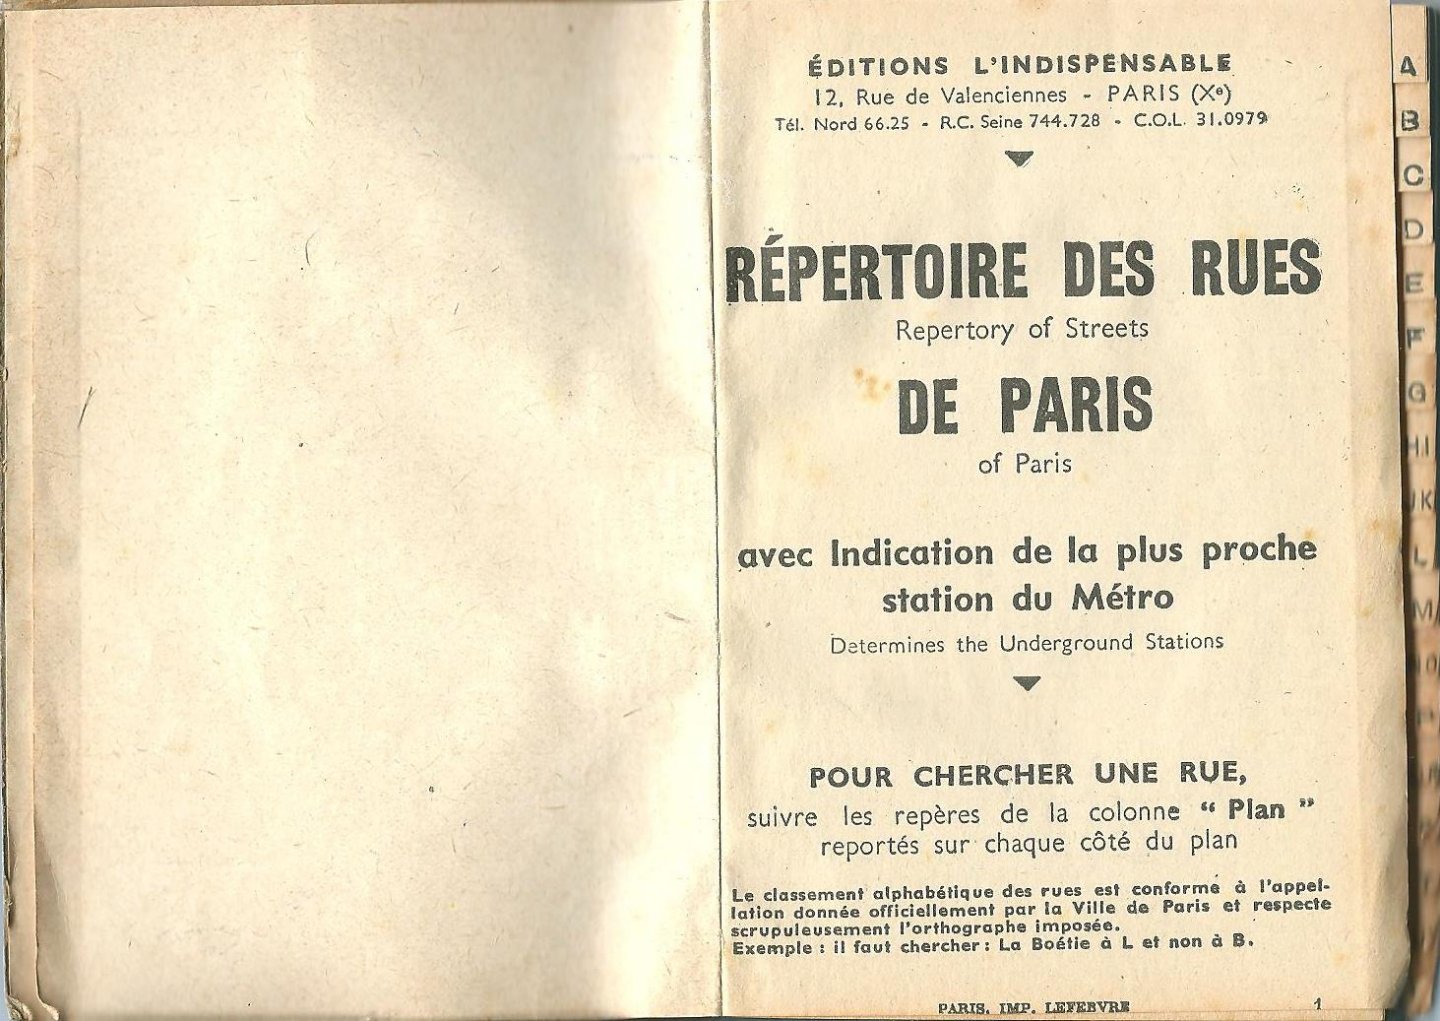 ÉDITIONS L'INDISPENSABLE
12, Rue de Valenciennes - PARIS (Xe)
Tél. Nord 66.25 - R.C. Seine 744.728 - C.O.L. 31.0979
RÉPERTOIRE DES RUES
Repertory of Streets
DE PARIS
of Paris
avec Indication de la plus proche
station du Métro
Determines the Underground Stations
POUR CHERCHER UNE RUE,
suivre les repères de la colonne “ Plan ”
reportés sur chaque côté du plan
Le classement alphabétique des rues est conforme à l'appel-
lation donnée officiellement par la Ville de Paris et respecte
scrupuleusement l'orthographe imposée.
Exemple : il faut chercher : La Boétie à L et non à B.
PARIS. IMP. LEFEBVRE
1
A
B
C
D
E
F
G
H.I
JK
L
M
P